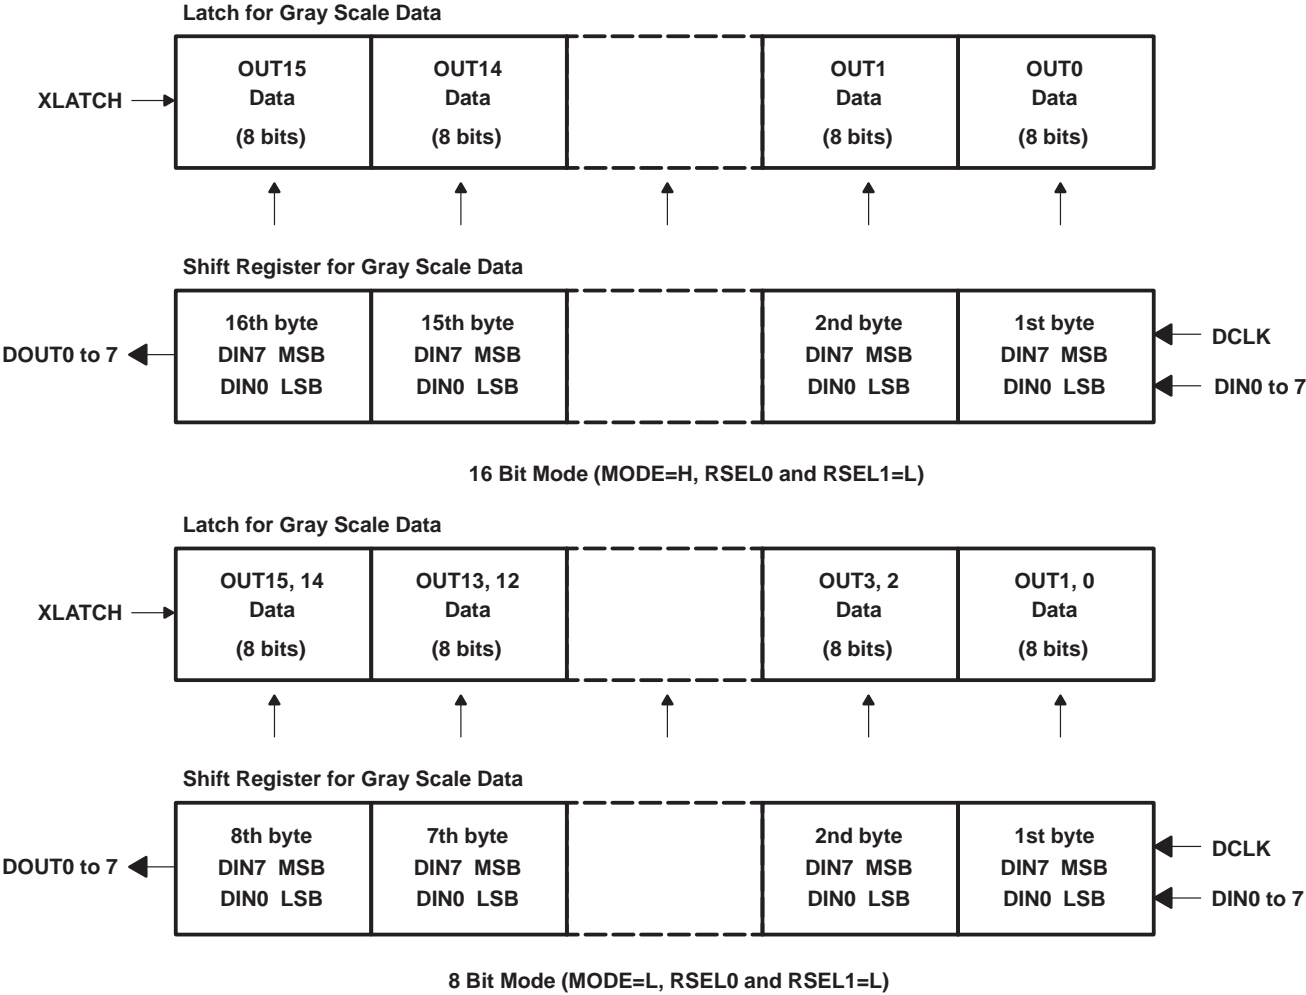 Latch for Gray Scale Data
OUT15 OUT14 OUT1 OUT0
XLATCH Data Data Data Data
(8 bits) (8 bits) (8 bits) (8 bits)
Shift Register for Gray Scale Data
16th byte 15th byte 2nd byte 1st byte
DCLK
DOUT0 to 7 DIN7 MSB DIN7 MSB DIN7 MSB DIN7 MSB
DIN0 LSB DIN0 LSB DIN0 LSB DIN0 LSB DIN0 to 7
16 Bit Mode (MODE=H, RSEL0 and RSEL1=L)
Latch for Gray Scale Data
OUT15, 14 OUT13, 12 OUT3, 2 OUT1, 0
XLATCH Data Data Data Data
(8 bits) (8 bits) (8 bits) (8 bits)
Shift Register for Gray Scale Data
8th byte 7th byte 2nd byte 1st byte
DCLK
DOUT0 to 7 DIN7 MSB DIN7 MSB DIN7 MSB DIN7 MSB
DIN0 LSB DIN0 LSB DIN0 LSB DIN0 LSB DIN0 to 7
8 Bit Mode (MODE=L, RSEL0 and RSEL1=L)